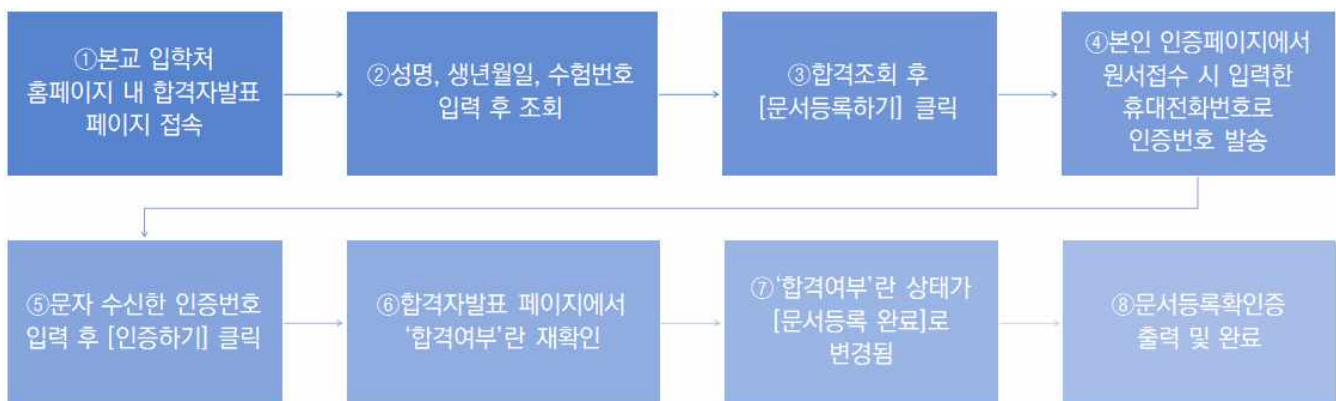 ①본교 입학처
홈페이지 내 합격자발표
페이지 접속
②성명, 생년월일, 수험번호
입력 후 조회
③합격조회 후
[문서등록하기] 클릭
④본인 인증페이지에서
원서접수 시 입력한
휴대전화번호로
인증번호 발송
⑤문자 수신한 인증번호
입력 후 [인증하기] 클릭
⑥합격자발표 페이지에서
‘합격여부’란 재확인
⑦‘합격여부’란 상태가
[문서등록 완료]로
변경됨
⑧문서등록확인증
출력 및 완료